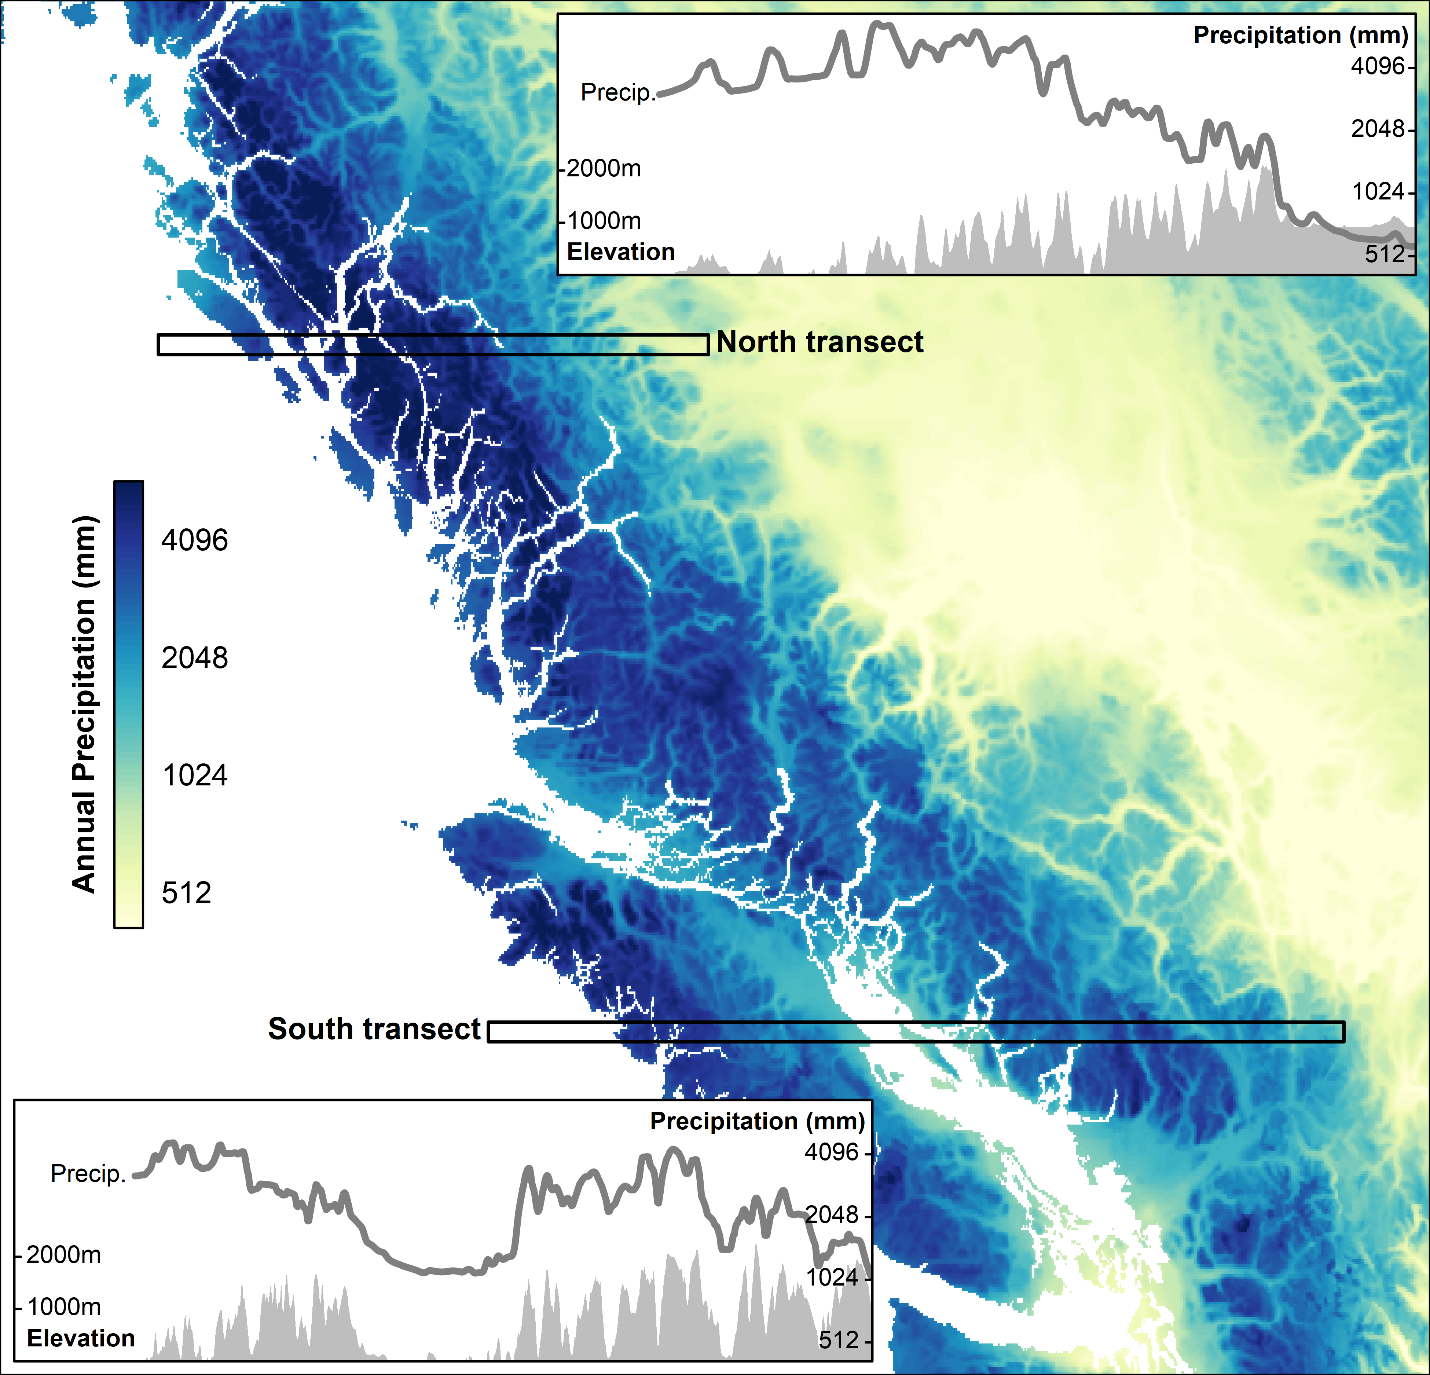 Precipitation (mm)
4096
Precip.
2048
-2000m
1024
-1000m
Elevation
512
North transect
Annual Precipitation (mm)
4096
2048
1024
512
South transect
Precipitation (mm)
4096
Precip.
2048
2000m
1024
1000m
Elevation
512